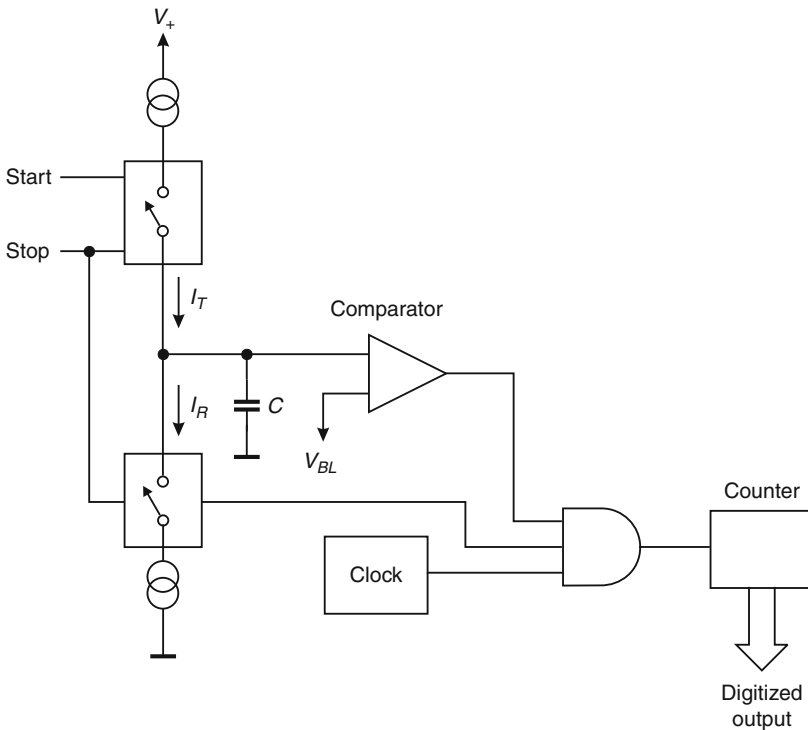 V+
Start
Stop
I_T
Comparator
I_R
C
V_BL
Counter
Clock
Digitized
output